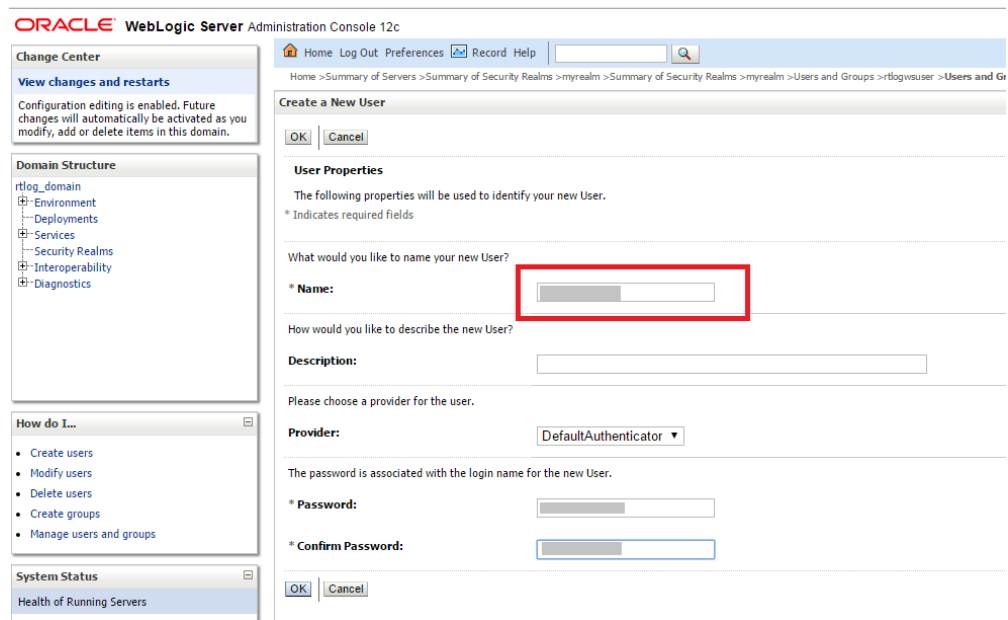 ORACLE WebLogic Server Administration Console 12c
Change Center
View changes and restarts
Configuration editing is enabled. Future
changes will automatically be activated as you
modify, add or delete items in this domain.
Domain Structure
rtlog_domain
Environment
Deployments
Services
Security Realms
Interoperability
Diagnostics
How do I...
Create users
Modify users
Delete users
Create groups
Manage users and groups
System Status
Health of Running Servers
Home Log Out Preferences Record Help
Home >Summary of Servers >Summary of Security Realms >myrealm >Summary of Security Realms >myrealm >Users and Groups >rtlogwsuser >Users and Gr
Create a New User
OK Cancel
User Properties
The following properties will be used to identify your new User.
* Indicates required fields
What would you like to name your new User?
* Name:
How would you like to describe the new User?
Description:
Please choose a provider for the user.
Provider: DefaultAuthenticator
The password is associated with the login name for the new User.
* Password:
* Confirm Password:
OK Cancel